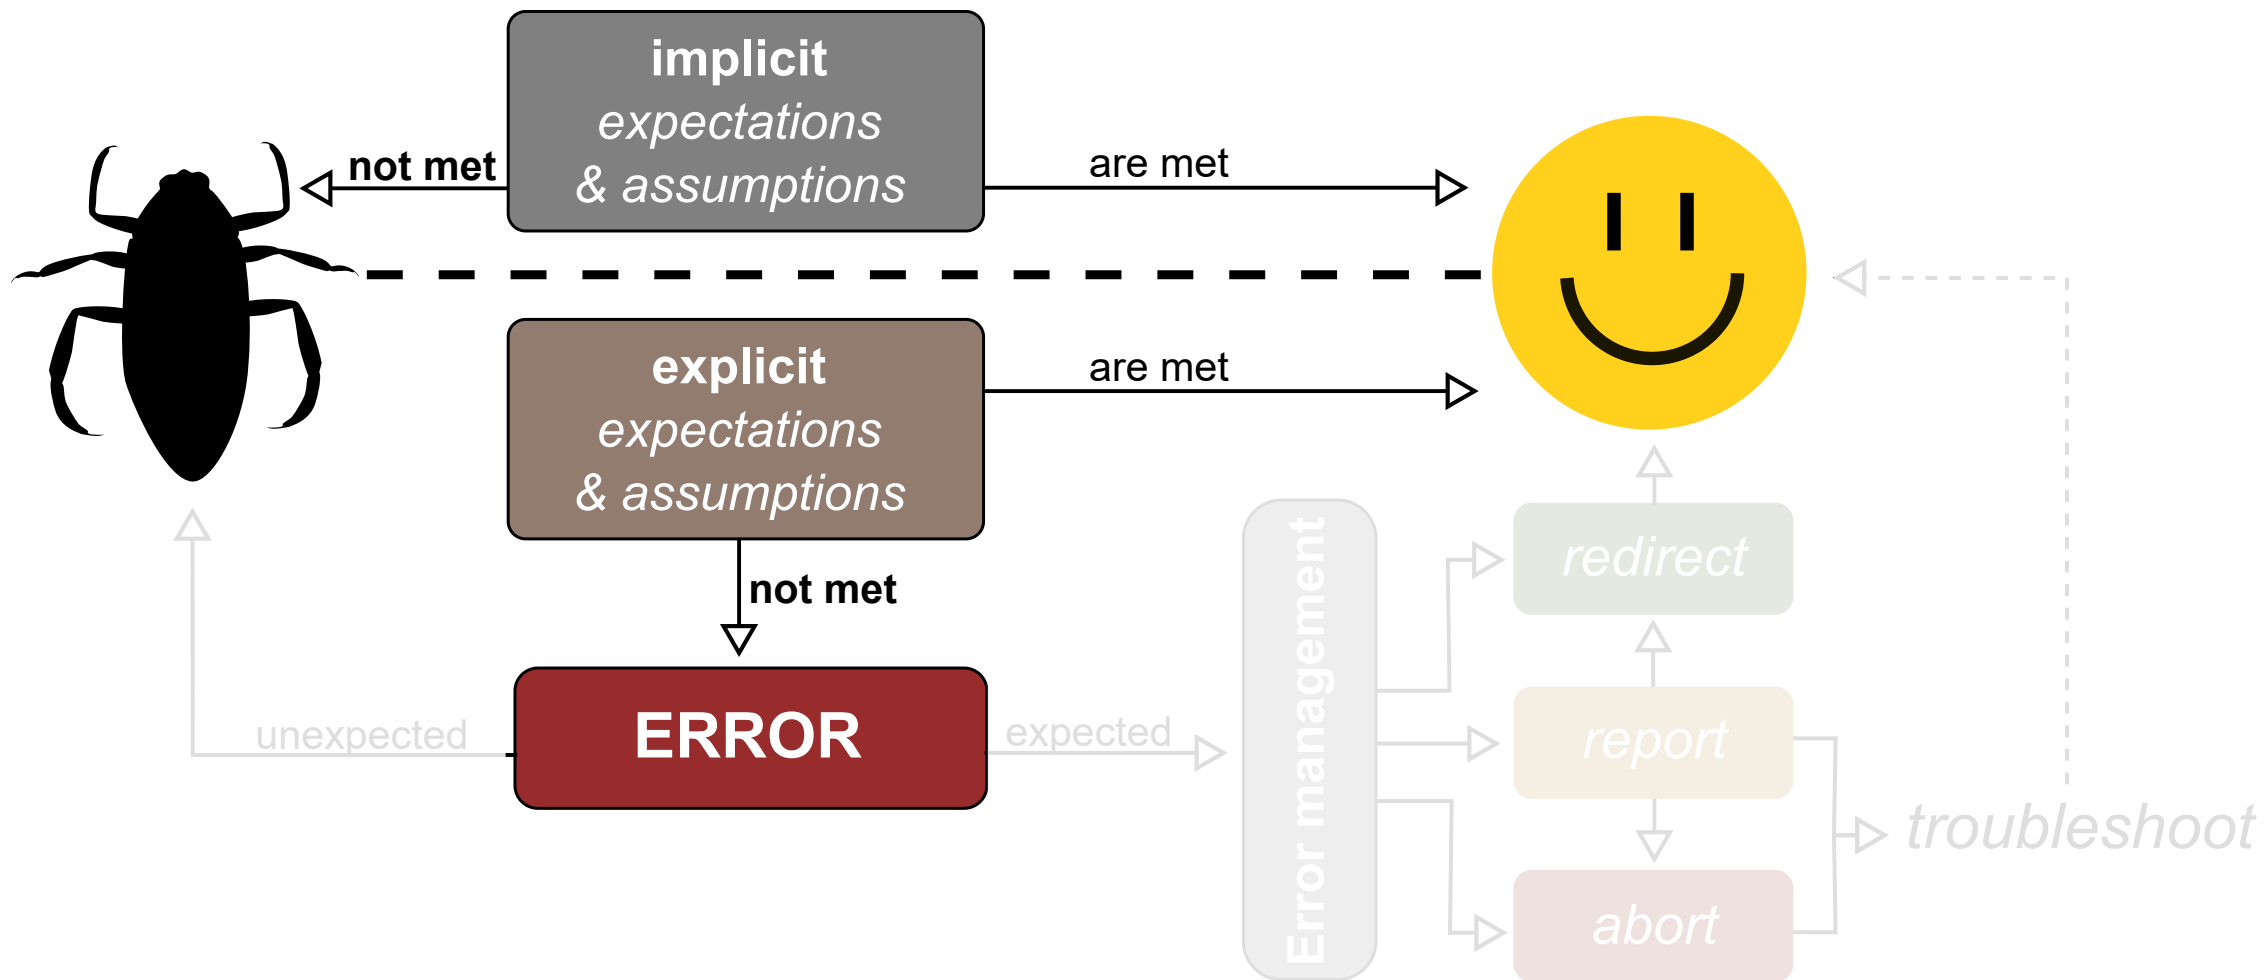 implicit
expectations
& assumptions
not met
are met
explicit
expectations
& assumptions
are met
not met
ERROR
unexpected
expected
Error management
redirect
report
abort
troubleshoot